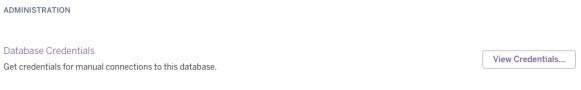 ADMINISTRATION
Database Credentials
Get credentials for manual connections to this database.
View Credentials...